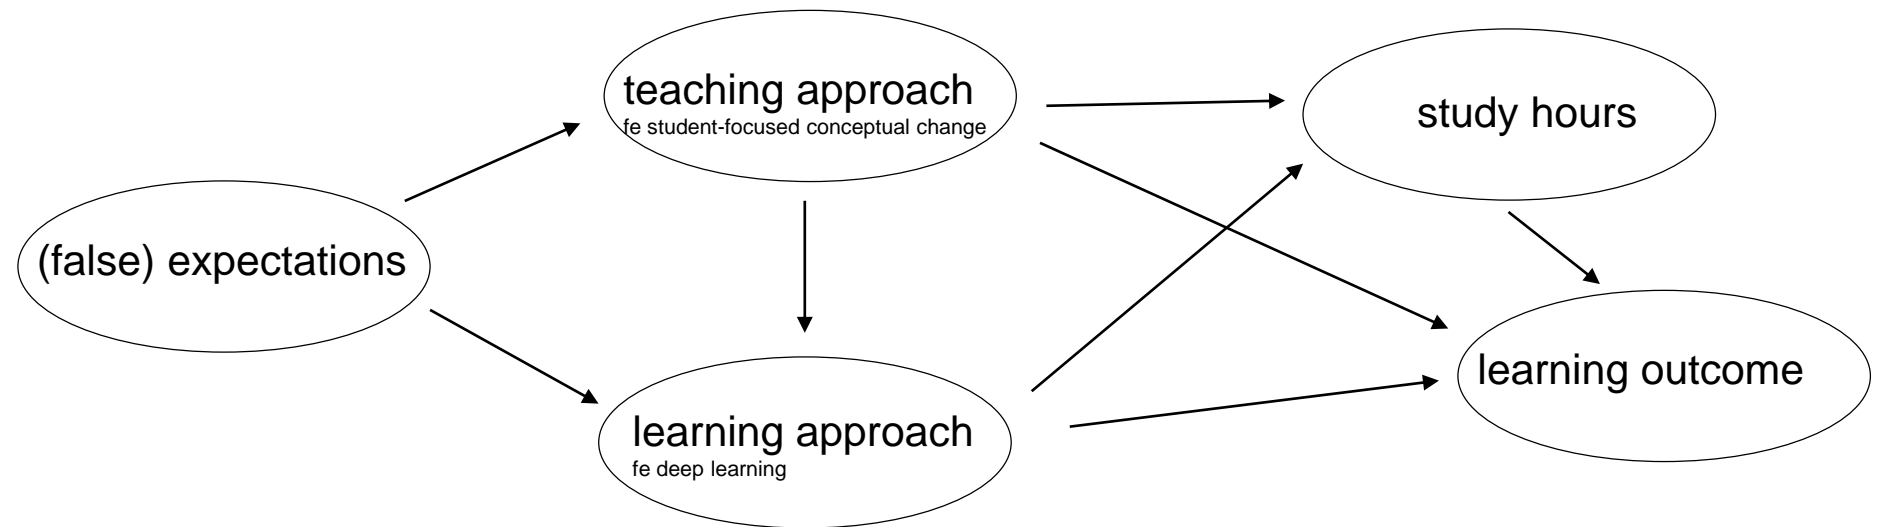 (false) expectations
teaching approach
fe student-focused conceptual change
learning approach
fe deep learning
study hours
learning outcome